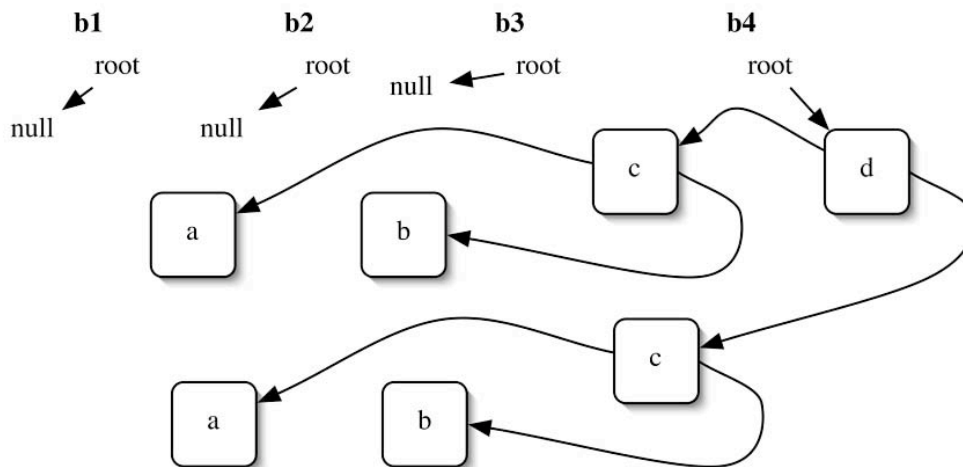 b1 b2 b3 b4
root root root root
null null null
c d
a b
c
a b